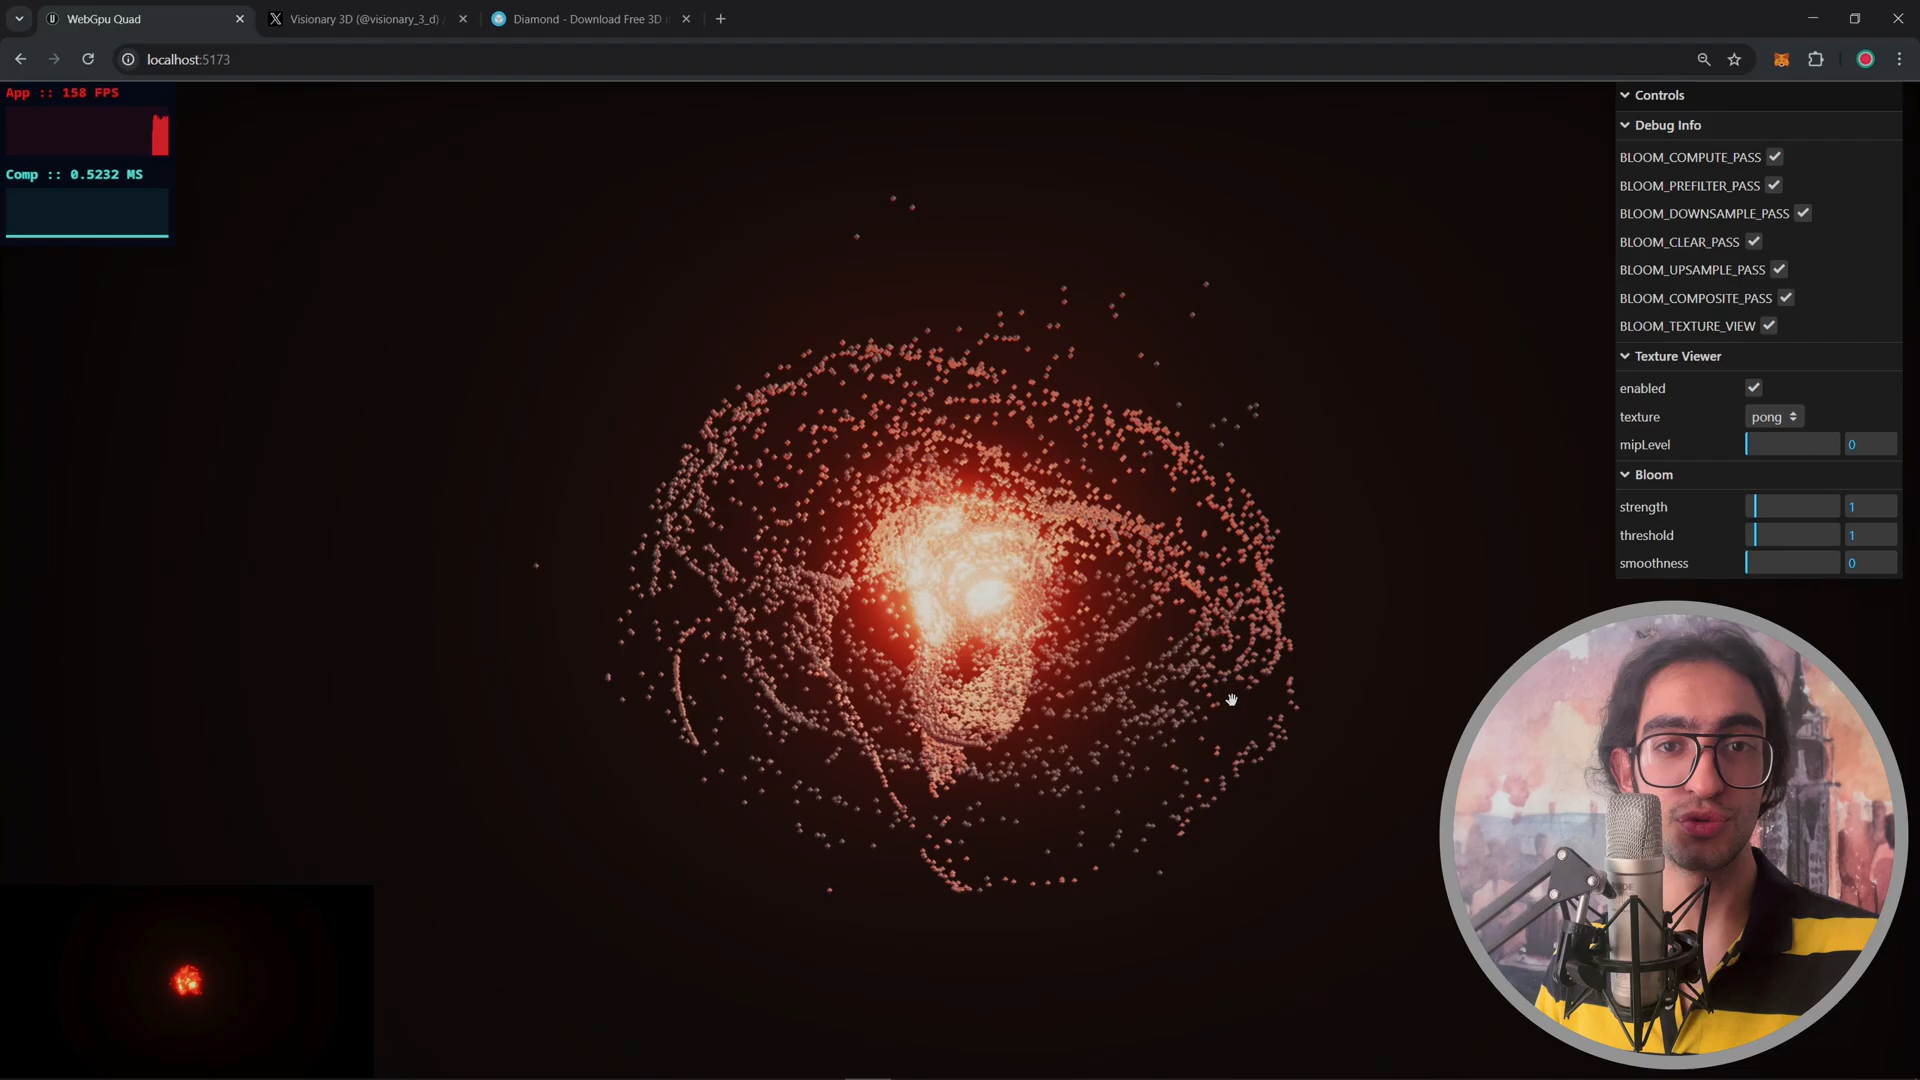 WebGpu Quad
Visionary 3D (@visionary_3_d) /
Diamond - Download Free 3D
localhost:5173
App :: 158 FPS
Comp :: 0.5232 MS
Controls
Debug Info
BLOOM_COMPUTE_PASS
BLOOM_PREFILTER_PASS
BLOOM_DOWNSAMPLE_PASS
BLOOM_CLEAR_PASS
BLOOM_UPSAMPLE_PASS
BLOOM_COMPOSITE_PASS
BLOOM_TEXTURE_VIEW
Texture Viewer
enabled
texture pong
mipLevel 0
Bloom
strength 1
threshold 1
smoothness 0